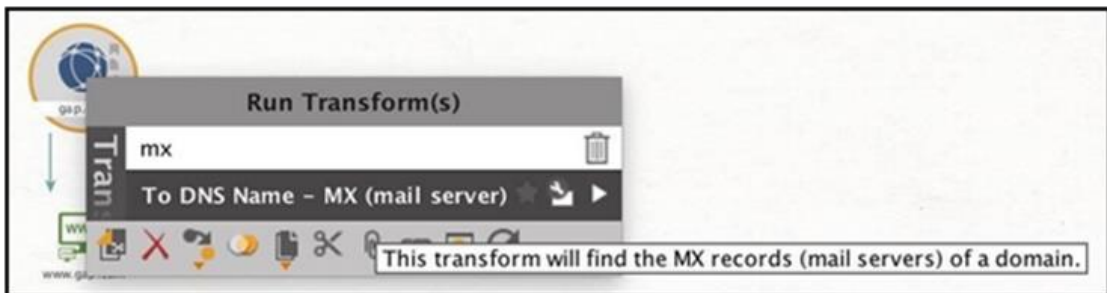 Run Transform(s)
Trans
mx
To DNS Name – MX (mail server)
This transform will find the MX records (mail servers) of a domain.